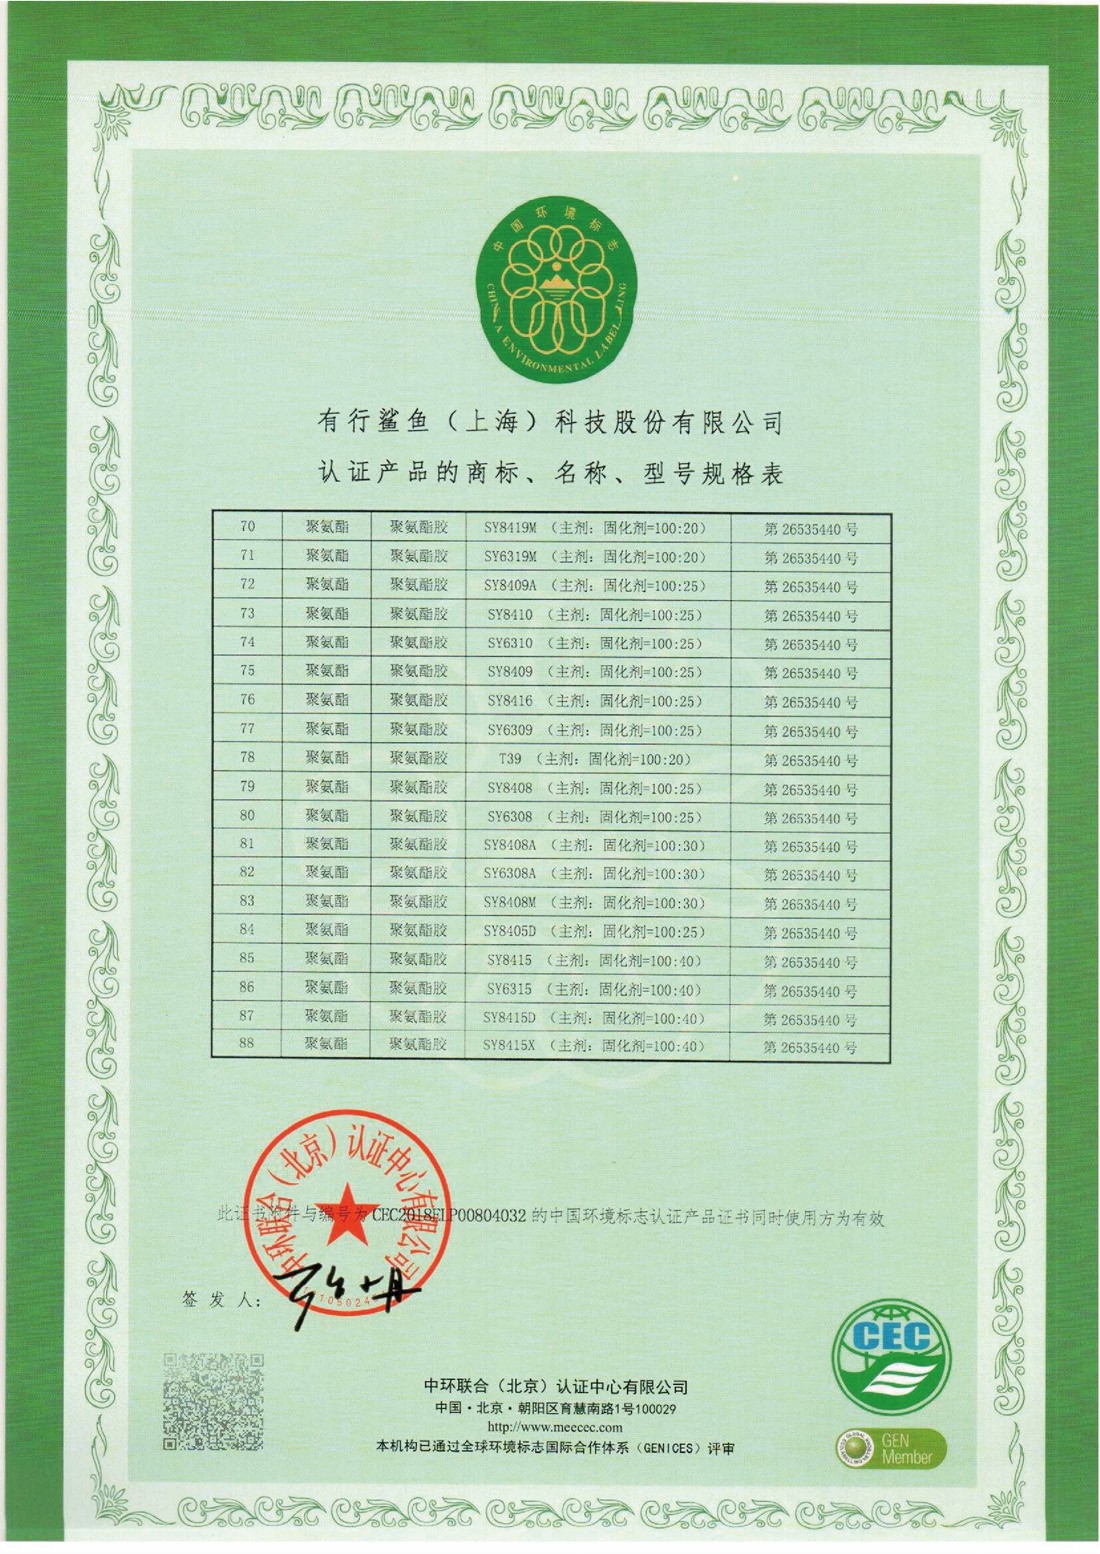 中国环境标志
CHINA ENVIRONMENTAL LABELLING
有行鲨鱼（上海）科技股份有限公司
认证产品的商标、名称、型号规格表
70 聚氨酯 聚氨酯胶 SY8419M （主剂：固化剂=100:20） 第 26535440 号
71 聚氨酯 聚氨酯胶 SY6319M （主剂：固化剂=100:20） 第 26535440 号
72 聚氨酯 聚氨酯胶 SY8409A （主剂：固化剂=100:25） 第 26535440 号
73 聚氨酯 聚氨酯胶 SY8410 （主剂：固化剂=100:25） 第 26535440 号
74 聚氨酯 聚氨酯胶 SY6310 （主剂：固化剂=100:25） 第 26535440 号
75 聚氨酯 聚氨酯胶 SY8409 （主剂：固化剂=100:25） 第 26535440 号
76 聚氨酯 聚氨酯胶 SY8416 （主剂：固化剂=100:25） 第 26535440 号
77 聚氨酯 聚氨酯胶 SY6309 （主剂：固化剂=100:25） 第 26535440 号
78 聚氨酯 聚氨酯胶 T39 （主剂：固化剂=100:20） 第 26535440 号
79 聚氨酯 聚氨酯胶 SY8408 （主剂：固化剂=100:25） 第 26535440 号
80 聚氨酯 聚氨酯胶 SY6308 （主剂：固化剂=100:25） 第 26535440 号
81 聚氨酯 聚氨酯胶 SY8408A （主剂：固化剂=100:30） 第 26535440 号
82 聚氨酯 聚氨酯胶 SY6308A （主剂：固化剂=100:30） 第 26535440 号
83 聚氨酯 聚氨酯胶 SY8408M （主剂：固化剂=100:30） 第 26535440 号
84 聚氨酯 聚氨酯胶 SY8405D （主剂：固化剂=100:25） 第 26535440 号
85 聚氨酯 聚氨酯胶 SY8415 （主剂：固化剂=100:40） 第 26535440 号
86 聚氨酯 聚氨酯胶 SY6315 （主剂：固化剂=100:40） 第 26535440 号
87 聚氨酯 聚氨酯胶 SY8415D （主剂：固化剂=100:40） 第 26535440 号
88 聚氨酯 聚氨酯胶 SY8415X （主剂：固化剂=100:40） 第 26535440 号
中环联合（北京）认证中心有限公司
此证书附件与编号为 CEC2018ELP00804032 的中国环境标志认证产品证书同时使用方为有效
签发人：
CEC
中环联合（北京）认证中心有限公司
中国·北京·朝阳区育慧南路1号100029
http://www.meecec.com
本机构已通过全球环境标志国际合作体系（GENICES）评审
GEN
Member